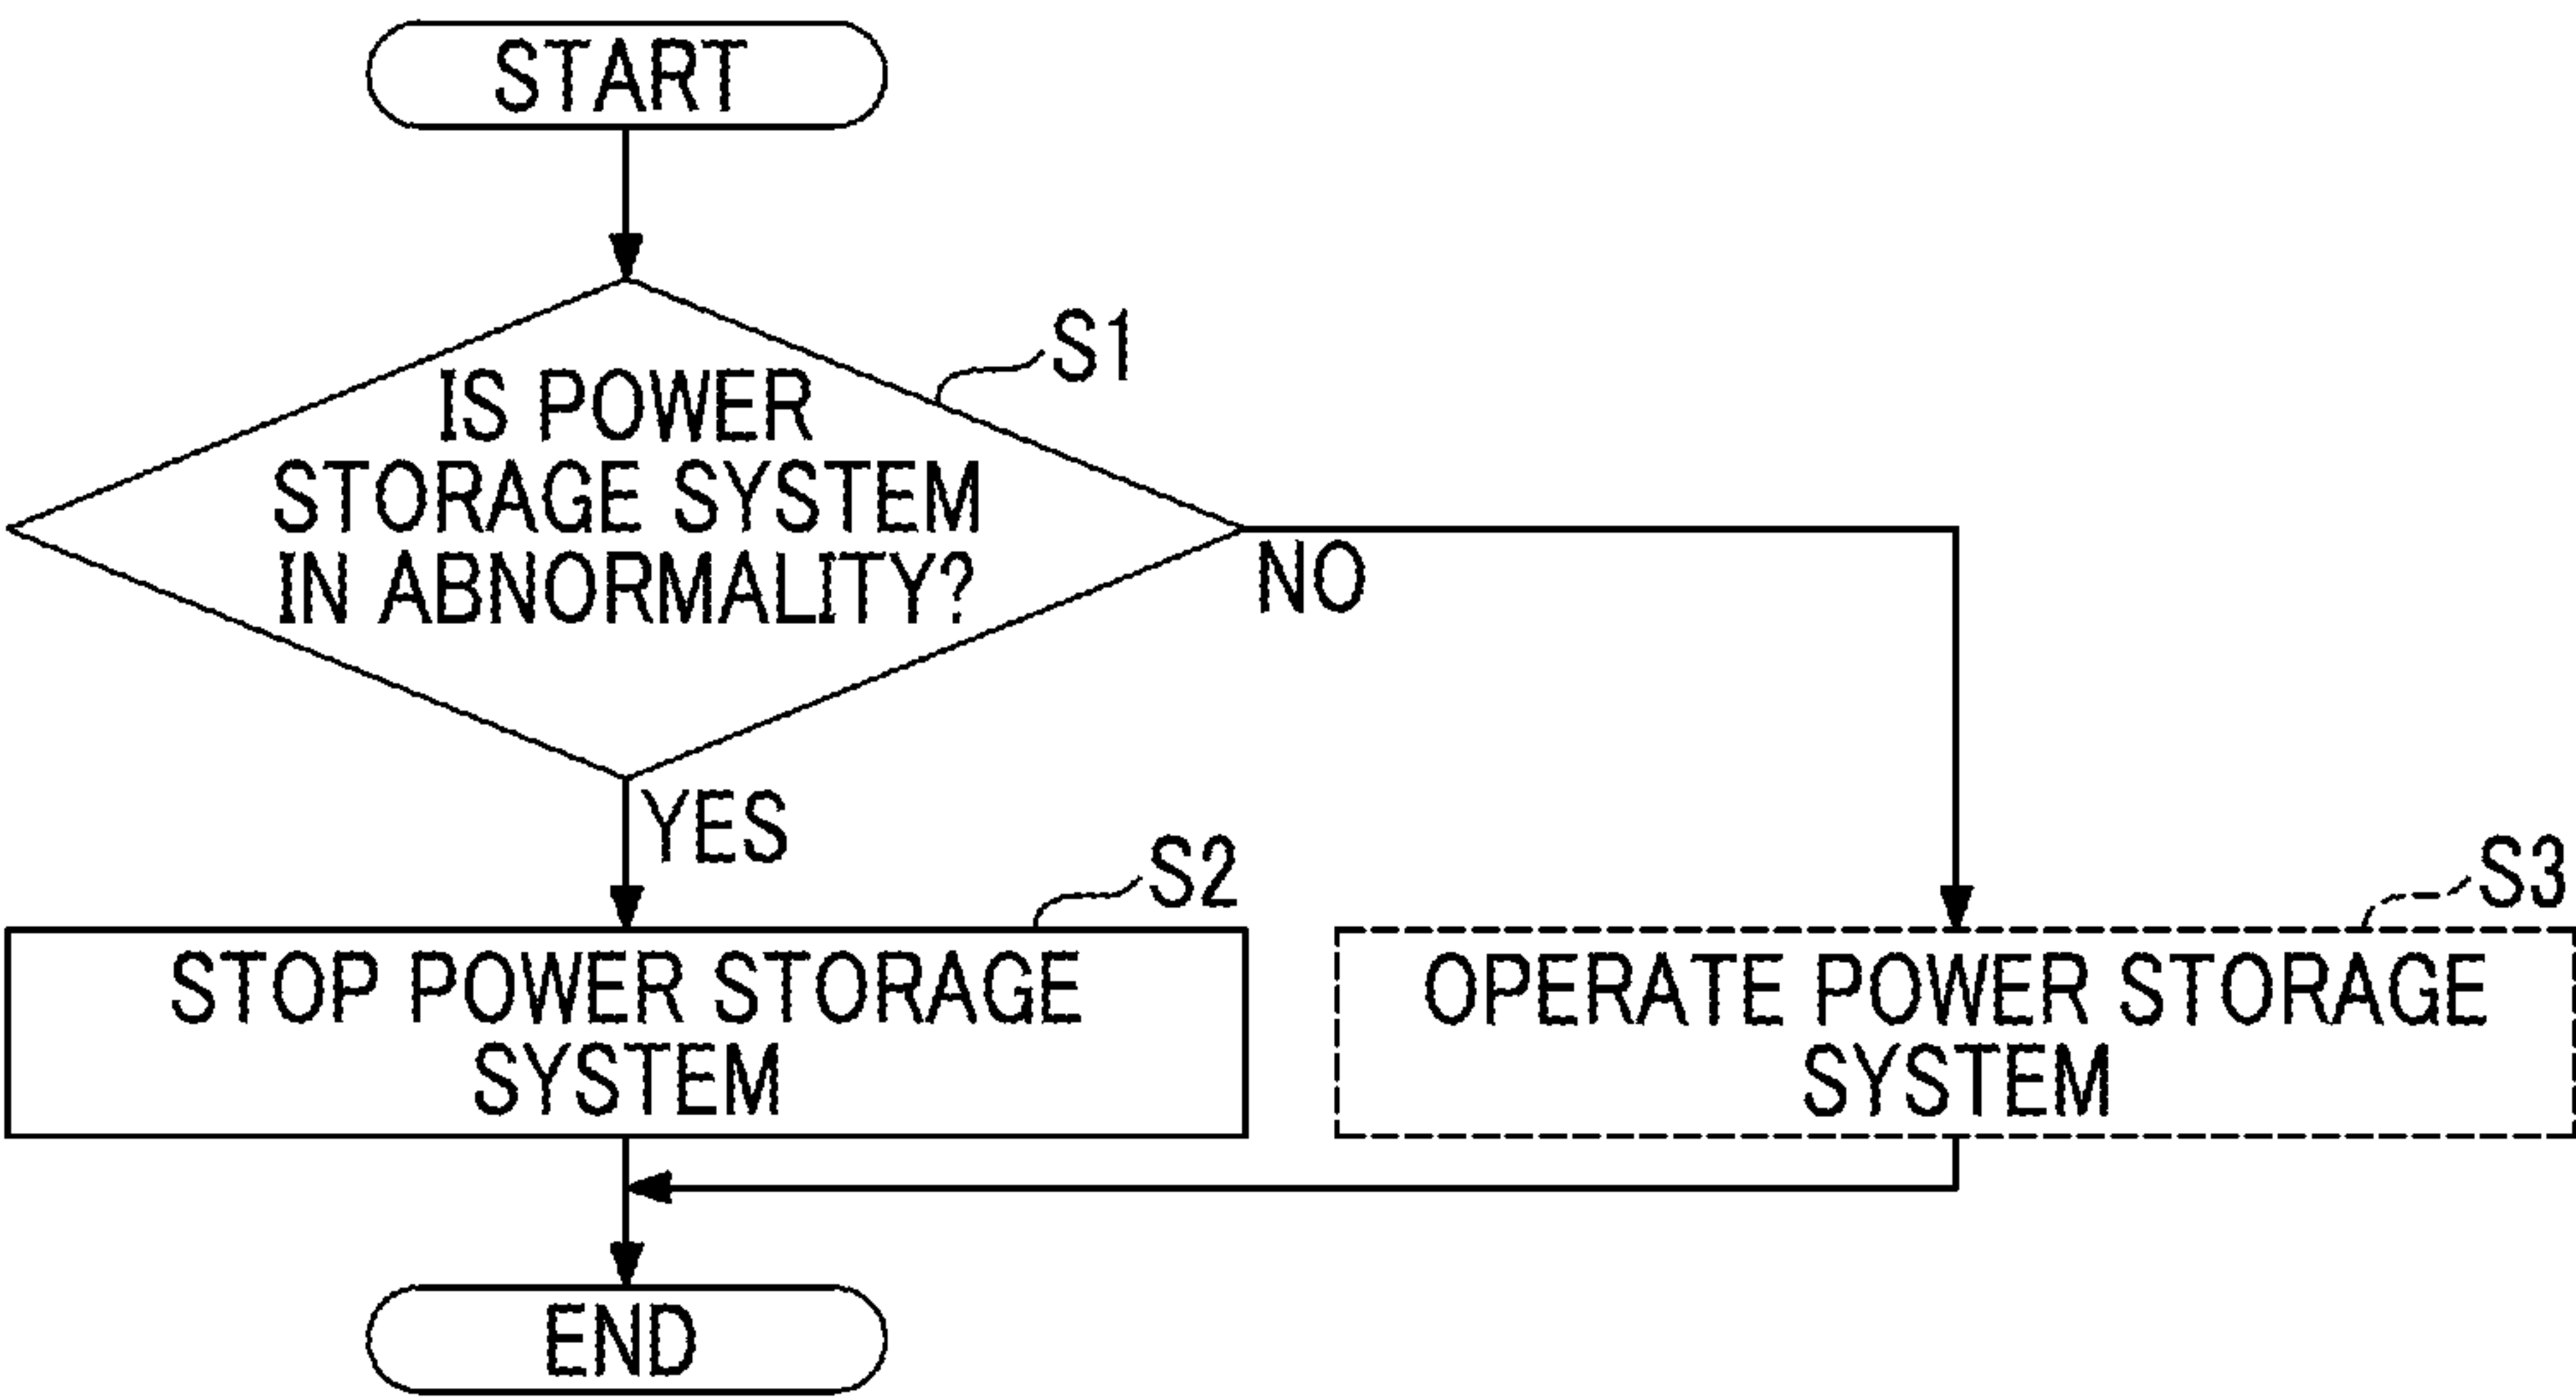 START
S1
IS POWER
STORAGE SYSTEM
IN ABNORMALITY?
NO
YES
S2
STOP POWER STORAGE
SYSTEM
S3
OPERATE POWER STORAGE
SYSTEM
END